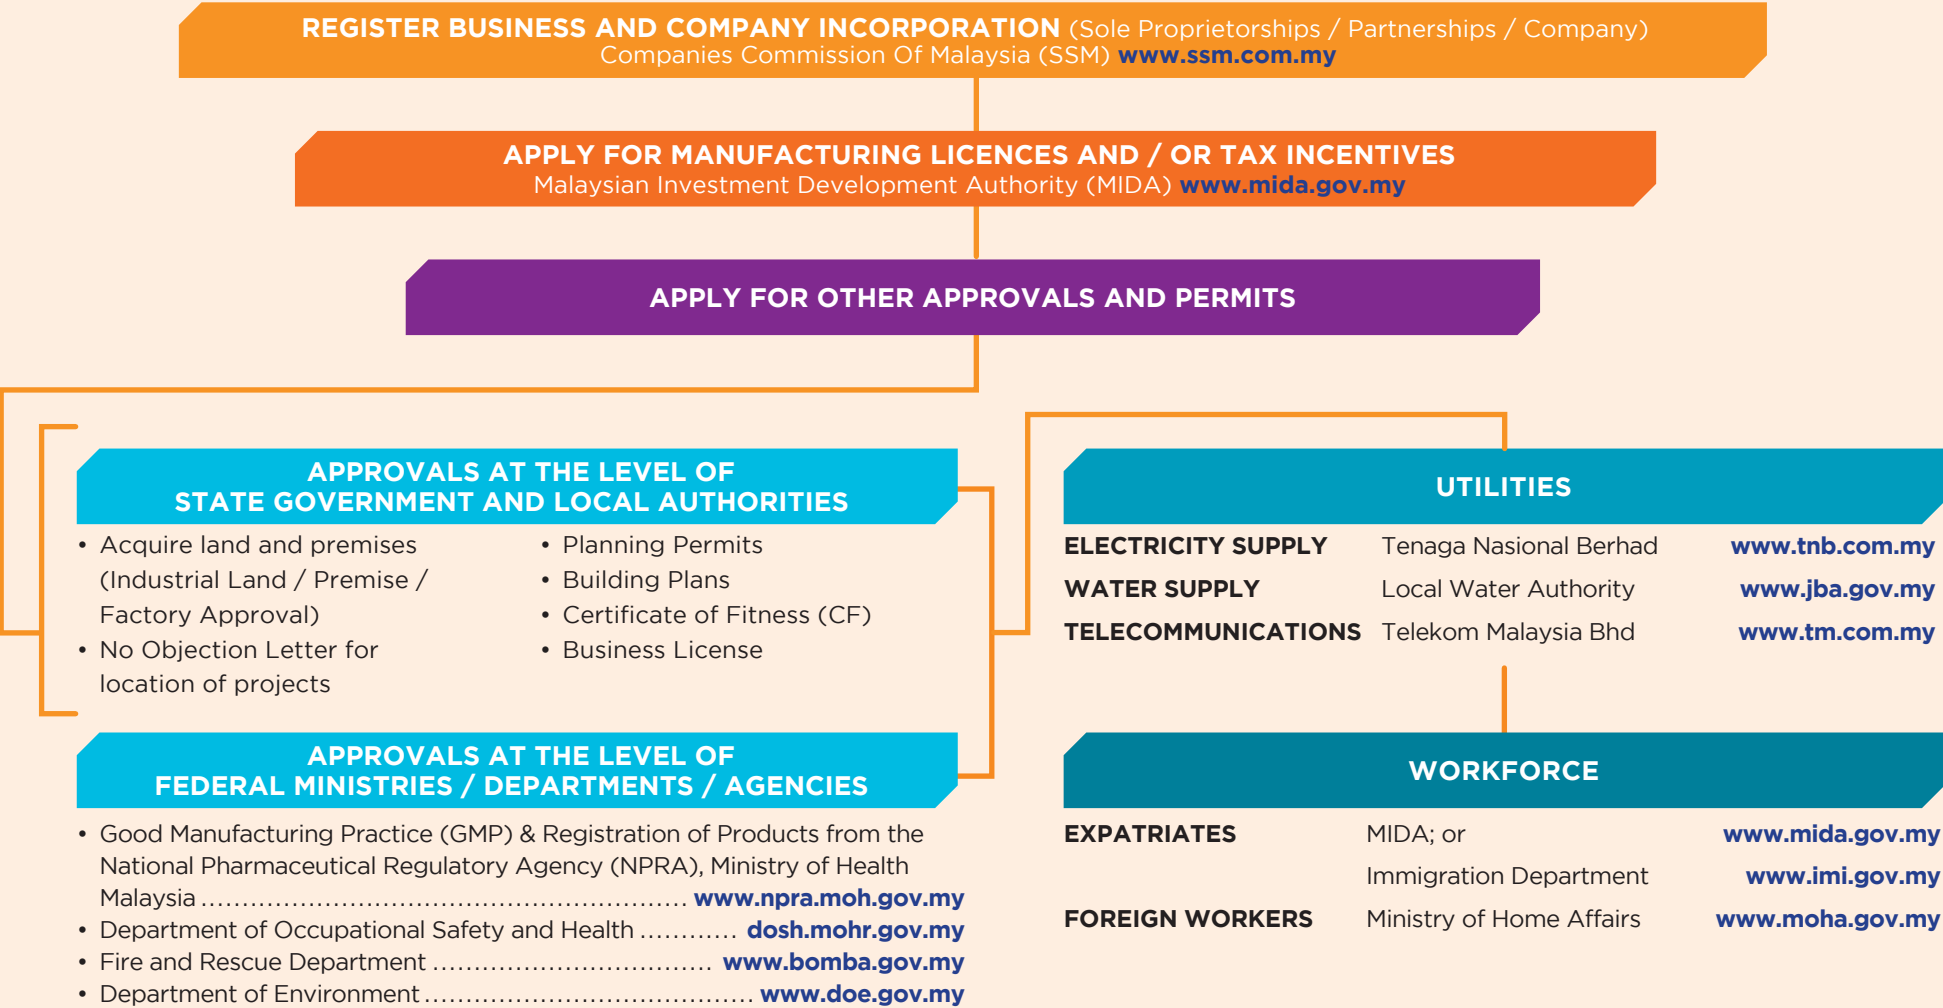 REGISTER BUSINESS AND COMPANY INCORPORATION (Sole Proprietorships / Partnerships / Company)
Companies Commission Of Malaysia (SSM) www.ssm.com.my
APPLY FOR MANUFACTURING LICENCES AND / OR TAX INCENTIVES
Malaysian Investment Development Authority (MIDA) www.mida.gov.my
APPLY FOR OTHER APPROVALS AND PERMITS
APPROVALS AT THE LEVEL OF
STATE GOVERNMENT AND LOCAL AUTHORITIES
• Acquire land and premises
(Industrial Land / Premise /
Factory Approval)
• No Objection Letter for
location of projects
• Planning Permits
• Building Plans
• Certificate of Fitness (CF)
• Business License
APPROVALS AT THE LEVEL OF
FEDERAL MINISTRIES / DEPARTMENTS / AGENCIES
• Good Manufacturing Practice (GMP) & Registration of Products from the
National Pharmaceutical Regulatory Agency (NPRA), Ministry of Health
Malaysia ........................................................... www.npra.moh.gov.my
• Department of Occupational Safety and Health ............ dosh.mohr.gov.my
• Fire and Rescue Department .................................. www.bomba.gov.my
• Department of Environment ........................................ www.doe.gov.my
UTILITIES
ELECTRICITY SUPPLY Tenaga Nasional Berhad www.tnb.com.my
WATER SUPPLY Local Water Authority www.jba.gov.my
TELECOMMUNICATIONS Telekom Malaysia Bhd www.tm.com.my
WORKFORCE
EXPATRIATES MIDA; or www.mida.gov.my
Immigration Department www.imi.gov.my
FOREIGN WORKERS Ministry of Home Affairs www.moha.gov.my